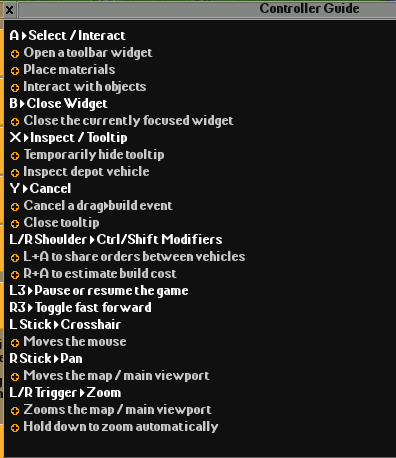 x Controller Guide
A▸Select / Interact
Open a toolbar widget
Place materials
Interact with objects
B▸Close Widget
Close the currently focused widget
X▸Inspect / Tooltip
Temporarily hide tooltip
Inspect depot vehicle
Y▸Cancel
Cancel a drag▸build event
Close tooltip
L/R Shoulder▸Ctrl/Shift Modifiers
L+A to share orders between vehicles
R+A to estimate build cost
L3▸Pause or resume the game
R3▸Toggle fast forward
L Stick▸Crosshair
Moves the mouse
R Stick▸Pan
Moves the map / main viewport
L/R Trigger▸Zoom
Zooms the map / main viewport
Hold down to zoom automatically